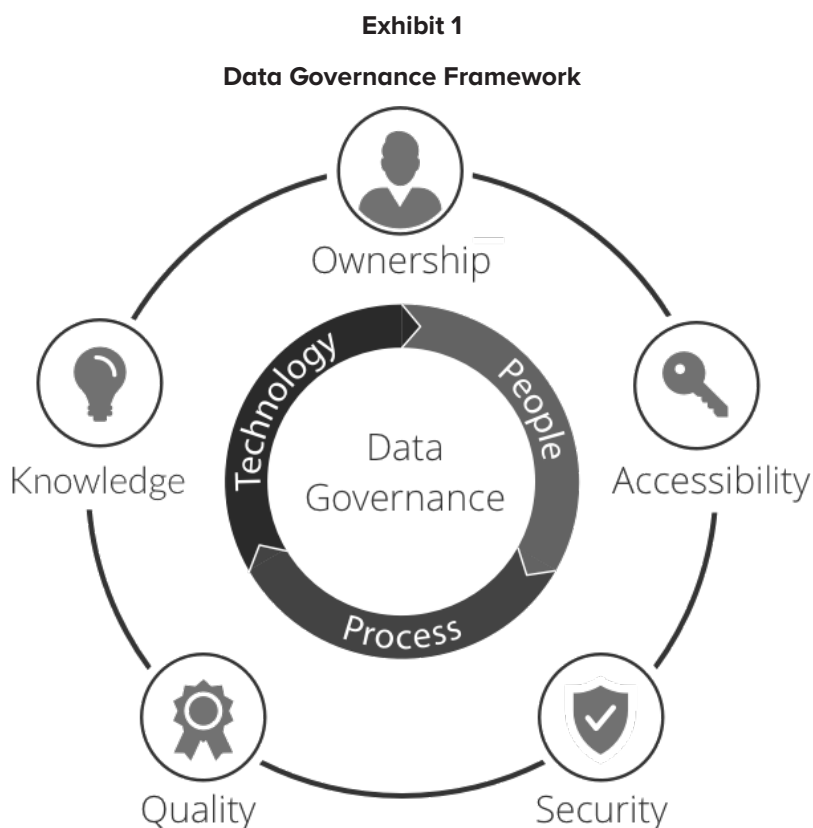 Exhibit 1
Data Governance Framework
Ownership
Technology
People
Data
Governance
Knowledge
Accessibility
Process
Quality
Security